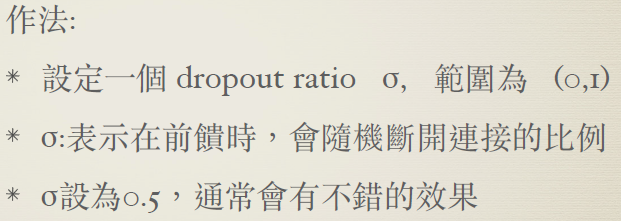 作法:
* 設定一個 dropout ratio σ, 範圍為 (0,1)
* σ:表示在前饋時，會隨機斷開連接的比例
* σ設為0.5，通常會有不錯的效果